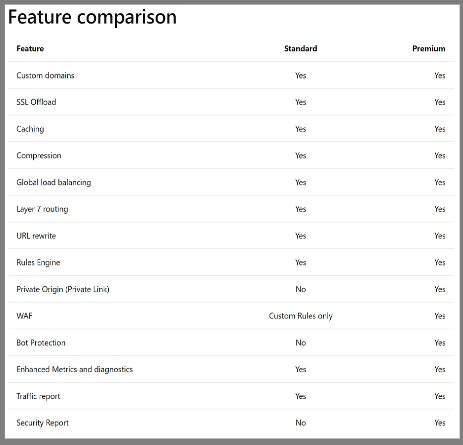 Feature comparison
Feature Standard Premium
Custom domains Yes Yes
SSL Offload Yes Yes
Caching Yes Yes
Compression Yes Yes
Global load balancing Yes Yes
Layer 7 routing Yes Yes
URL rewrite Yes Yes
Rules Engine Yes Yes
Private Origin (Private Link) No Yes
WAF Custom Rules only Yes
Bot Protection No Yes
Enhanced Metrics and diagnostics Yes Yes
Traffic report Yes Yes
Security Report No Yes